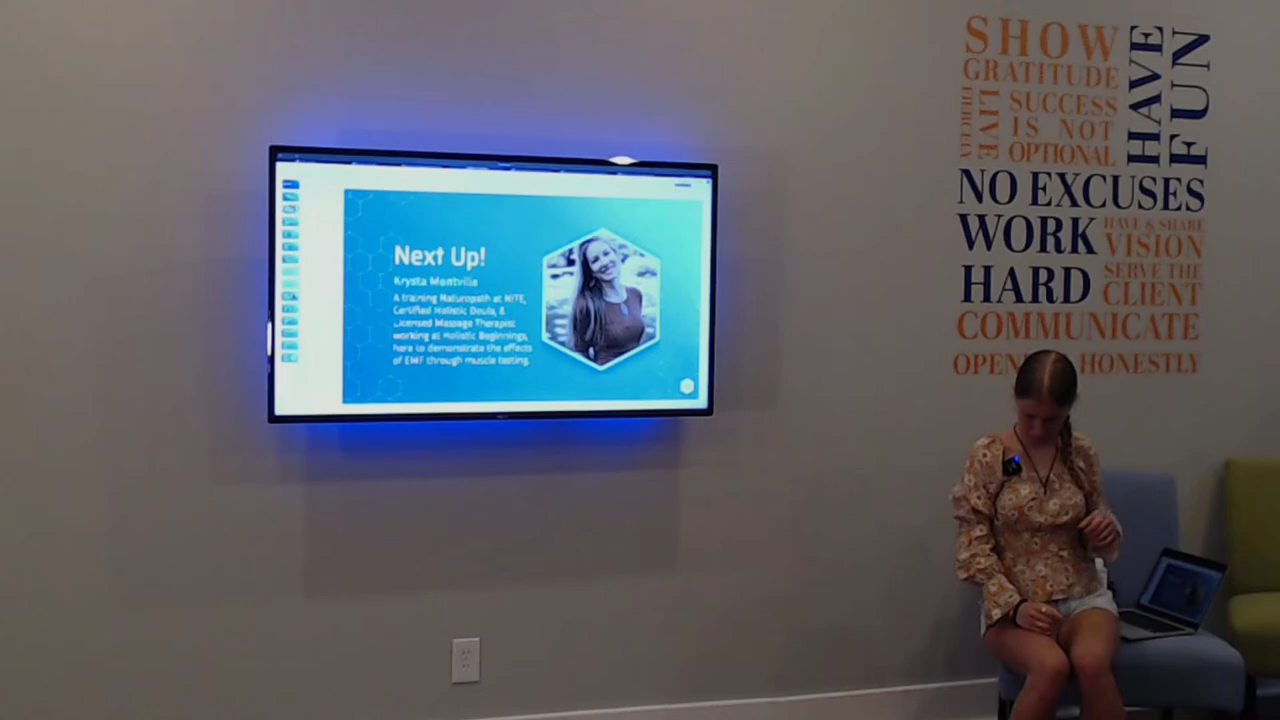 Next Up!
Krysta Montville
A training Naturopath at NITE,
Certified Holistic Doula, &
Licensed Massage Therapist
working at Holistic Beginnings,
here to demonstrate the effects
of EMF through muscle testing.
SHOW
GRATITUDE
LIVE
SUCCESS
IS NOT
OPTIONAL
HAVE
FUN
NO EXCUSES
WORK
HARD
HAVE & SHARE
VISION
SERVE THE
CLIENT
COMMUNICATE
HONESTLY